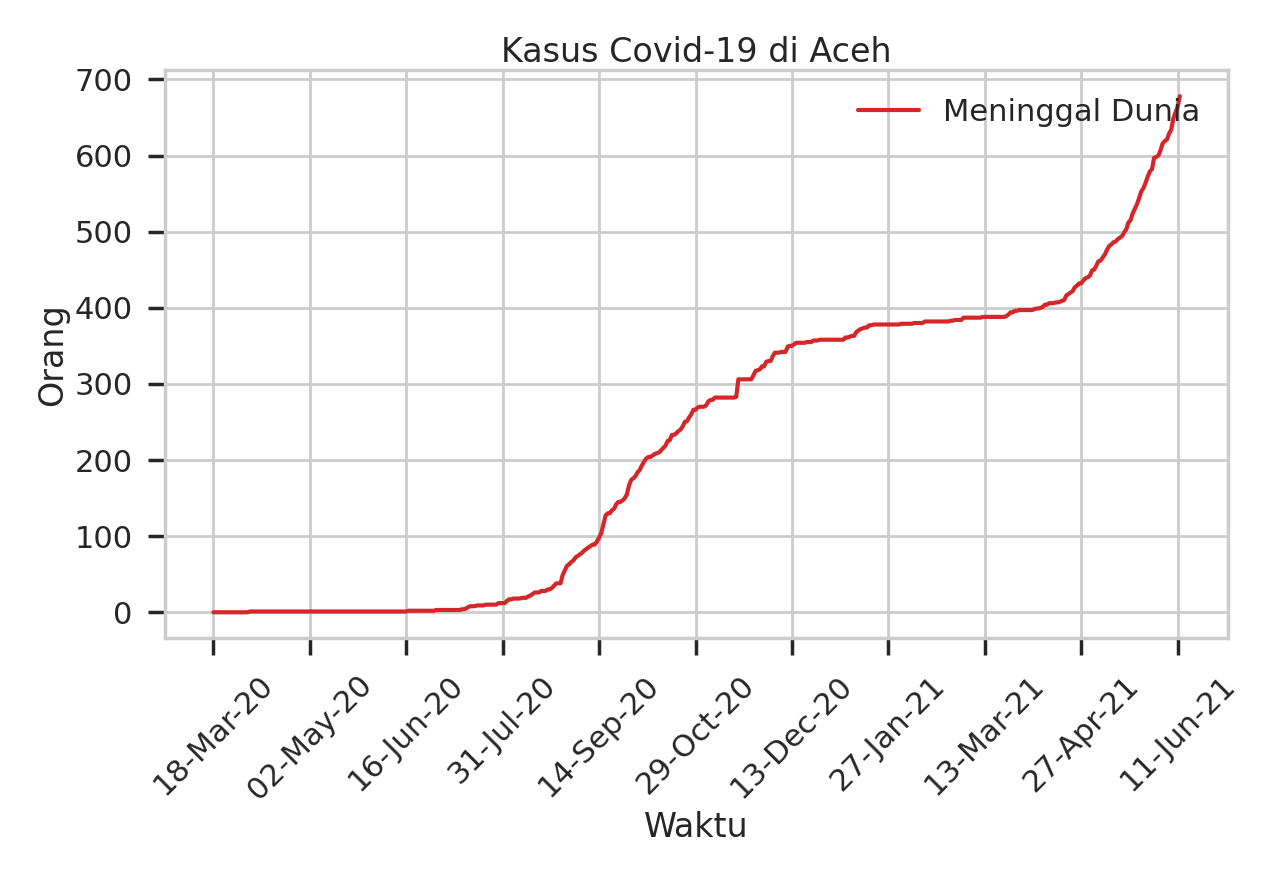 Kasus Covid-19 di Aceh
Meninggal Dunia
Orang
700
600
500
400
300
200
100
0
18-Mar-20
02-May-20
16-Jun-20
31-Jul-20
14-Sep-20
29-Oct-20
13-Dec-20
27-Jan-21
13-Mar-21
27-Apr-21
11-Jun-21
Waktu